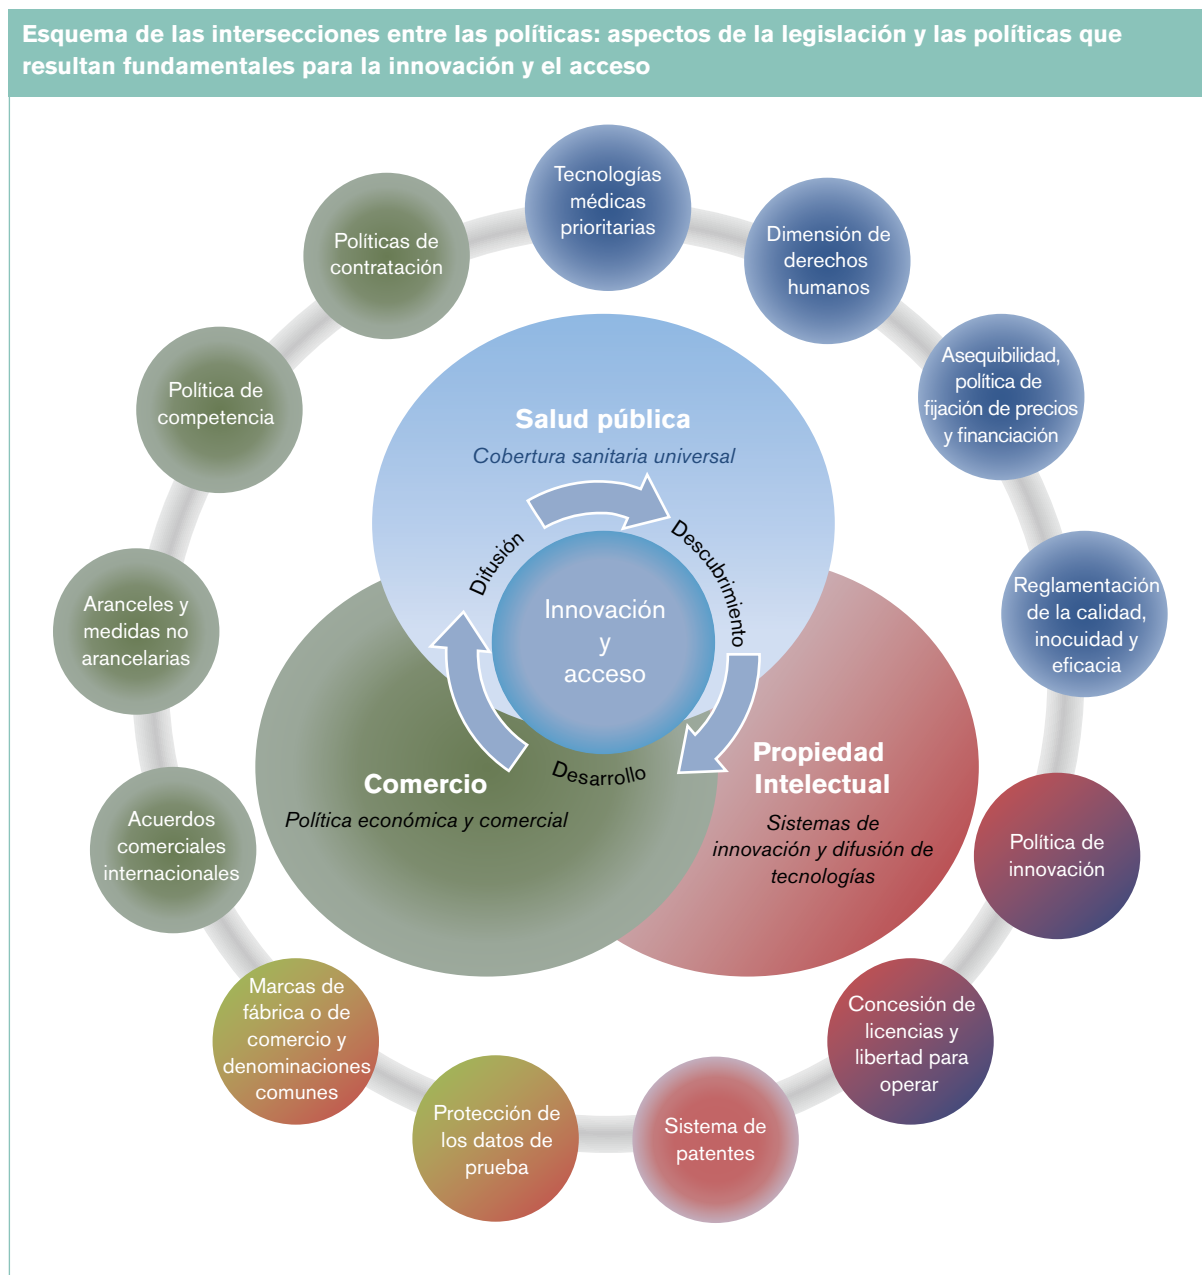 Esquema de las intersecciones entre las políticas: aspectos de la legislación y las políticas que
resultan fundamentales para la innovación y el acceso
Tecnologías
médicas
prioritarias
Dimensión de
derechos
humanos
Asequibilidad,
política de
fijación de precios
y financiación
Reglamentación
de la calidad,
inocuidad y
eficacia
Política de
innovación
Concesión de
licencias y
libertad para
operar
Sistema de
patentes
Protección de
los datos de
prueba
Marcas de
fábrica o de
comercio y
denominaciones
comunes
Acuerdos
comerciales
internacionales
Aranceles y
medidas no
arancelarias
Política de
competencia
Políticas de
contratación
Salud pública
Cobertura sanitaria universal
Difusión
Descubrimiento
Desarrollo
Innovación
y
acceso
Comercio
Política económica y comercial
Propiedad
Intelectual
Sistemas de
innovación y difusión de
tecnologías